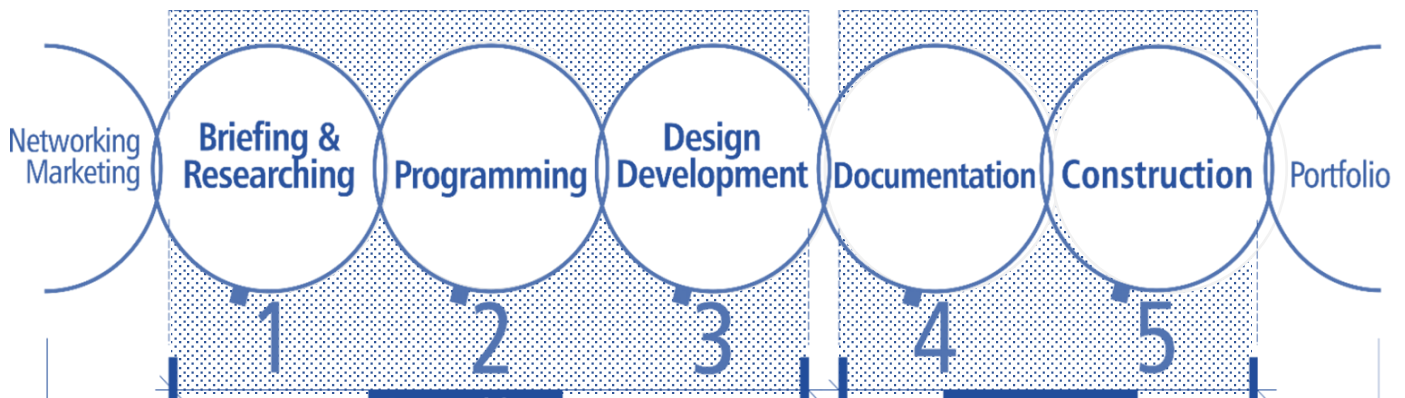 Networking
Marketing
Briefing &
Researching
Programming
Design
Development
Documentation
Construction
Portfolio
1
2
3
4
5